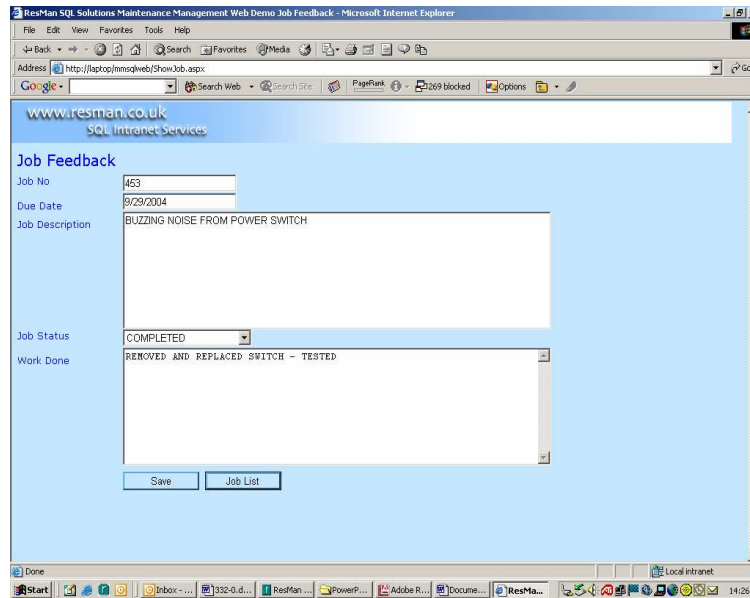 ResMan SQL Solutions Maintenance Management Web Demo Job Feedback - Microsoft Internet Explorer
File Edit View Favorites Tools Help
Back Search Favorites Media
Address http://laptop/mmsqlweb/ShowJob.aspx Go
Google Search Web Search Site PageRank 269 blocked Options
www.resman.co.uk
SQL Intranet Services
Job Feedback
Job No 453
Due Date 9/29/2004
Job Description BUZZING NOISE FROM POWER SWITCH
Job Status COMPLETED
Work Done REMOVED AND REPLACED SWITCH - TESTED
Save Job List
Done Local intranet
Start Inbox - ... 332-0.d... ResMan ... PowerP... Adobe R... Docume... ResMa... 14:26